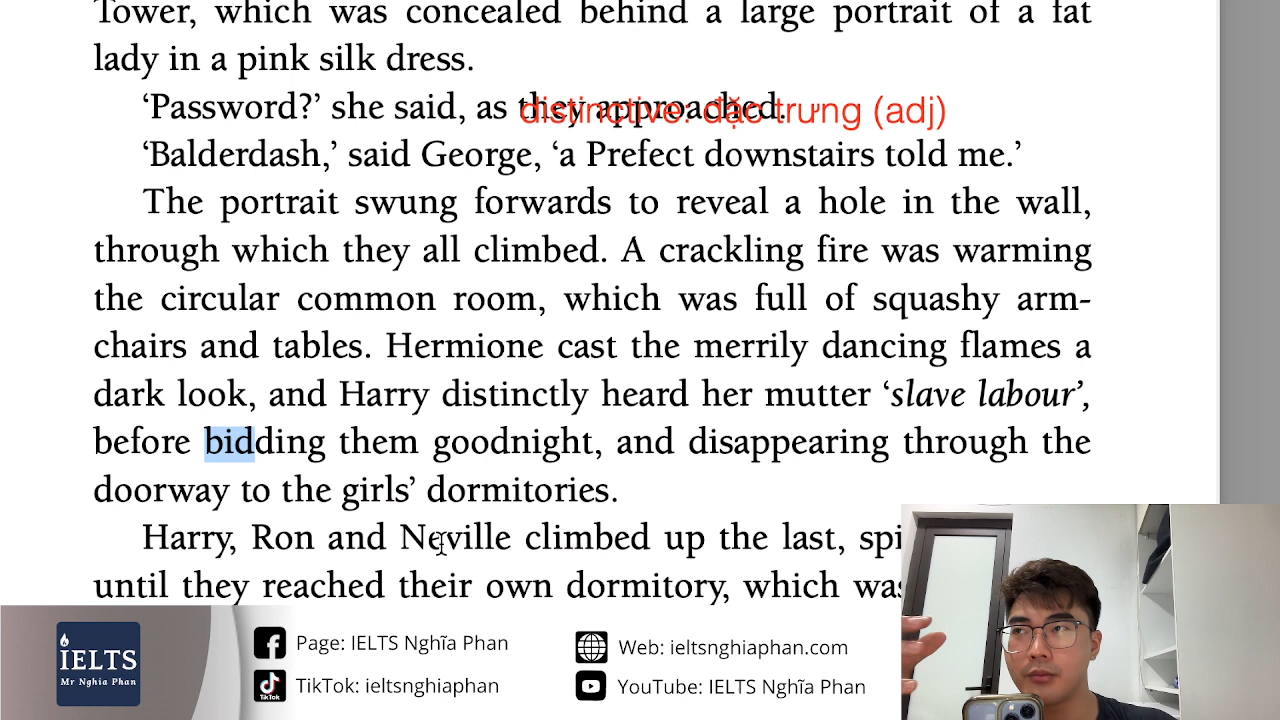 Tower, which was concealed behind a large portrait of a fat
lady in a pink silk dress.
‘Password?’ she said, as they approached.
distinctive: đặc trưng (adj)
‘Balderdash,’ said George, ‘a Prefect downstairs told me.’
The portrait swung forwards to reveal a hole in the wall,
through which they all climbed. A crackling fire was warming
the circular common room, which was full of squashy arm-
chairs and tables. Hermione cast the merrily dancing flames a
dark look, and Harry distinctly heard her mutter ‘slave labour’,
before bidding them goodnight, and disappearing through the
doorway to the girls’ dormitories.
Harry, Ron and Neville climbed up the last,
until they reached their own dormitory, which
IELTS
Mr Nghia Phan
Page: IELTS Nghĩa Phan
TikTok
TikTok: ieltsnghiaphan
Web: ieltsnghiaphan.com
YouTube: IELTS Nghĩa Phan